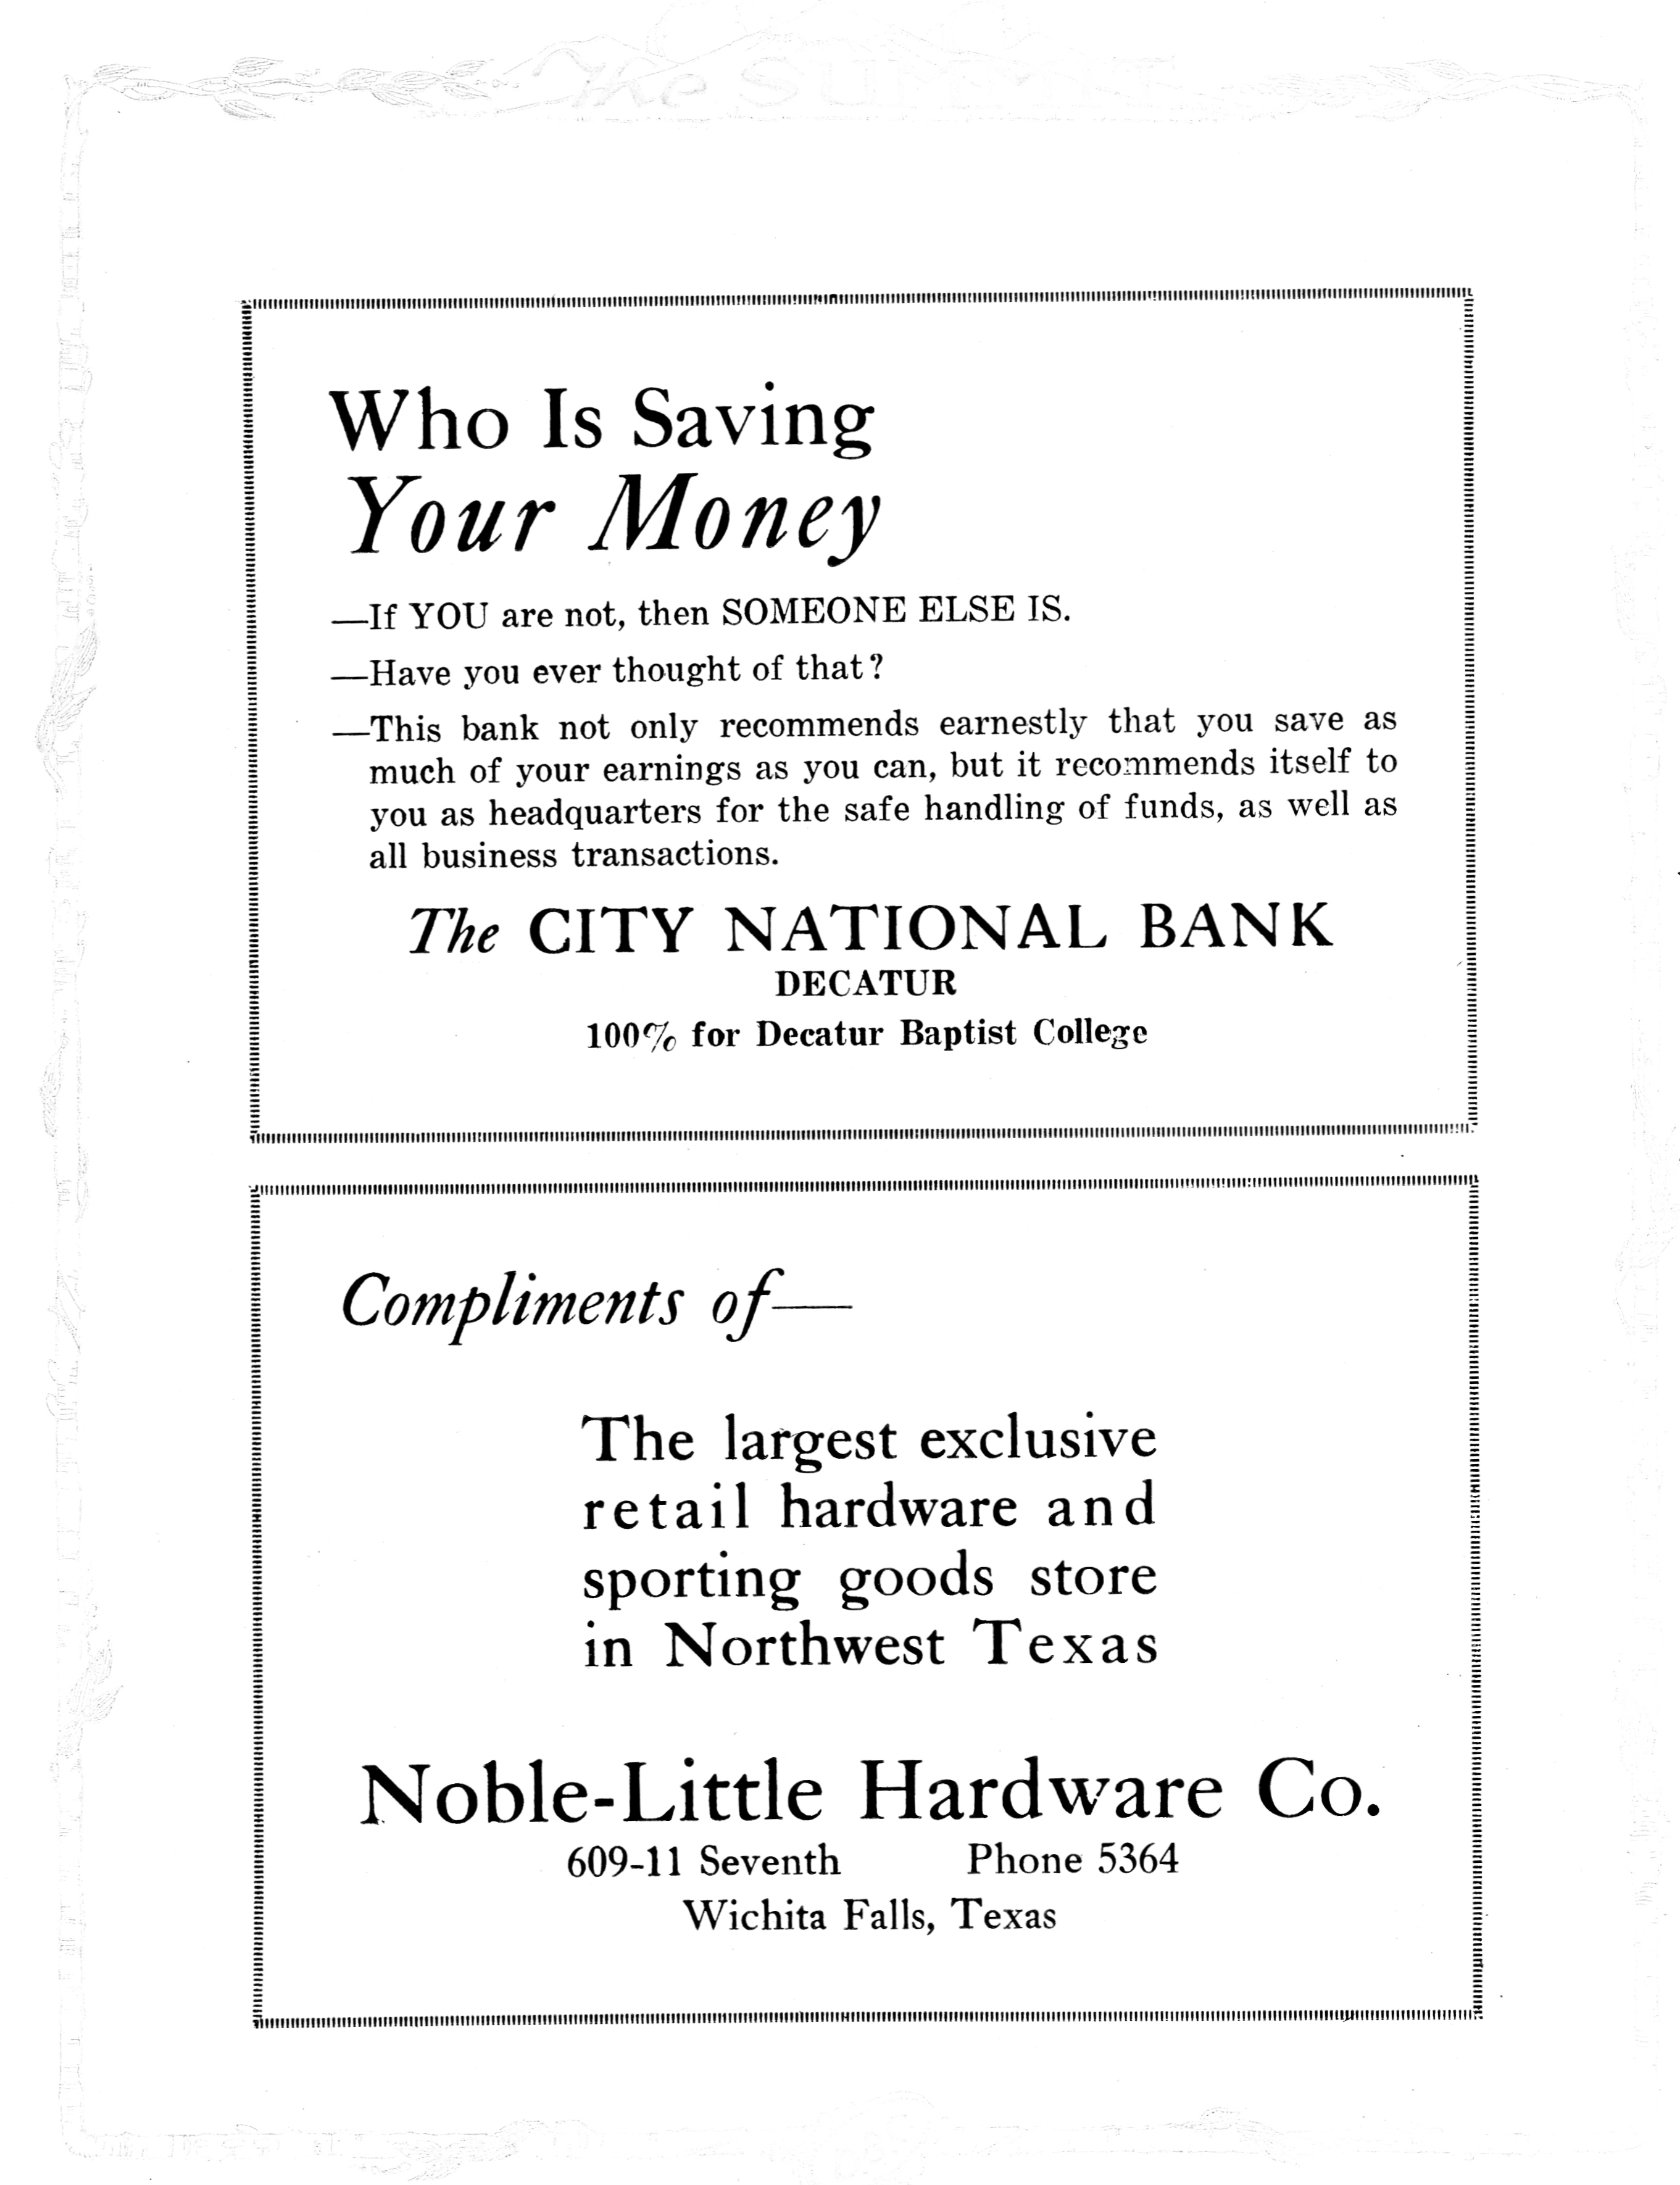 The SUMMIT
Who Is Saving
Your Money
—If YOU are not, then SOMEONE ELSE IS.
—Have you ever thought of that?
—This bank not only recommends earnestly that you save as
much of your earnings as you can, but it recommends itself to
you as headquarters for the safe handling of funds, as well as
all business transactions.
The CITY NATIONAL BANK
DECATUR
100% for Decatur Baptist College
Compliments of—
The largest exclusive
retail hardware and
sporting goods store
in Northwest Texas
Noble-Little Hardware Co.
609-11 Seventh Phone 5364
Wichita Falls, Texas